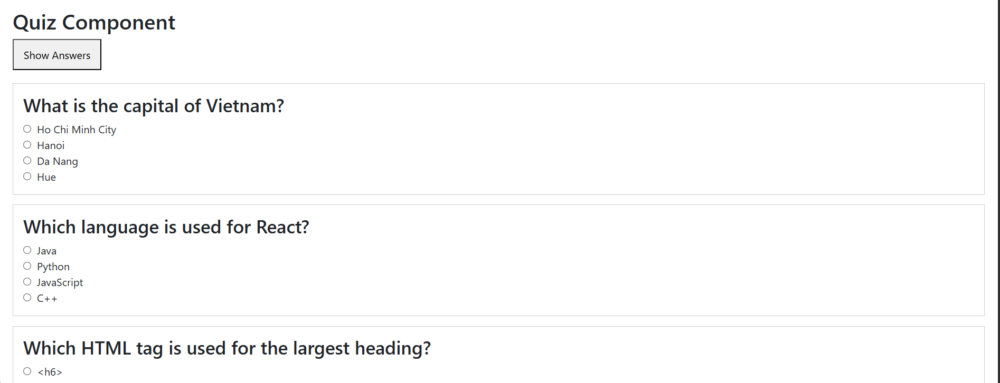 Quiz Component
Show Answers
What is the capital of Vietnam?
Ho Chi Minh City
Hanoi
Da Nang
Hue
Which language is used for React?
Java
Python
JavaScript
C++
Which HTML tag is used for the largest heading?
<h6>